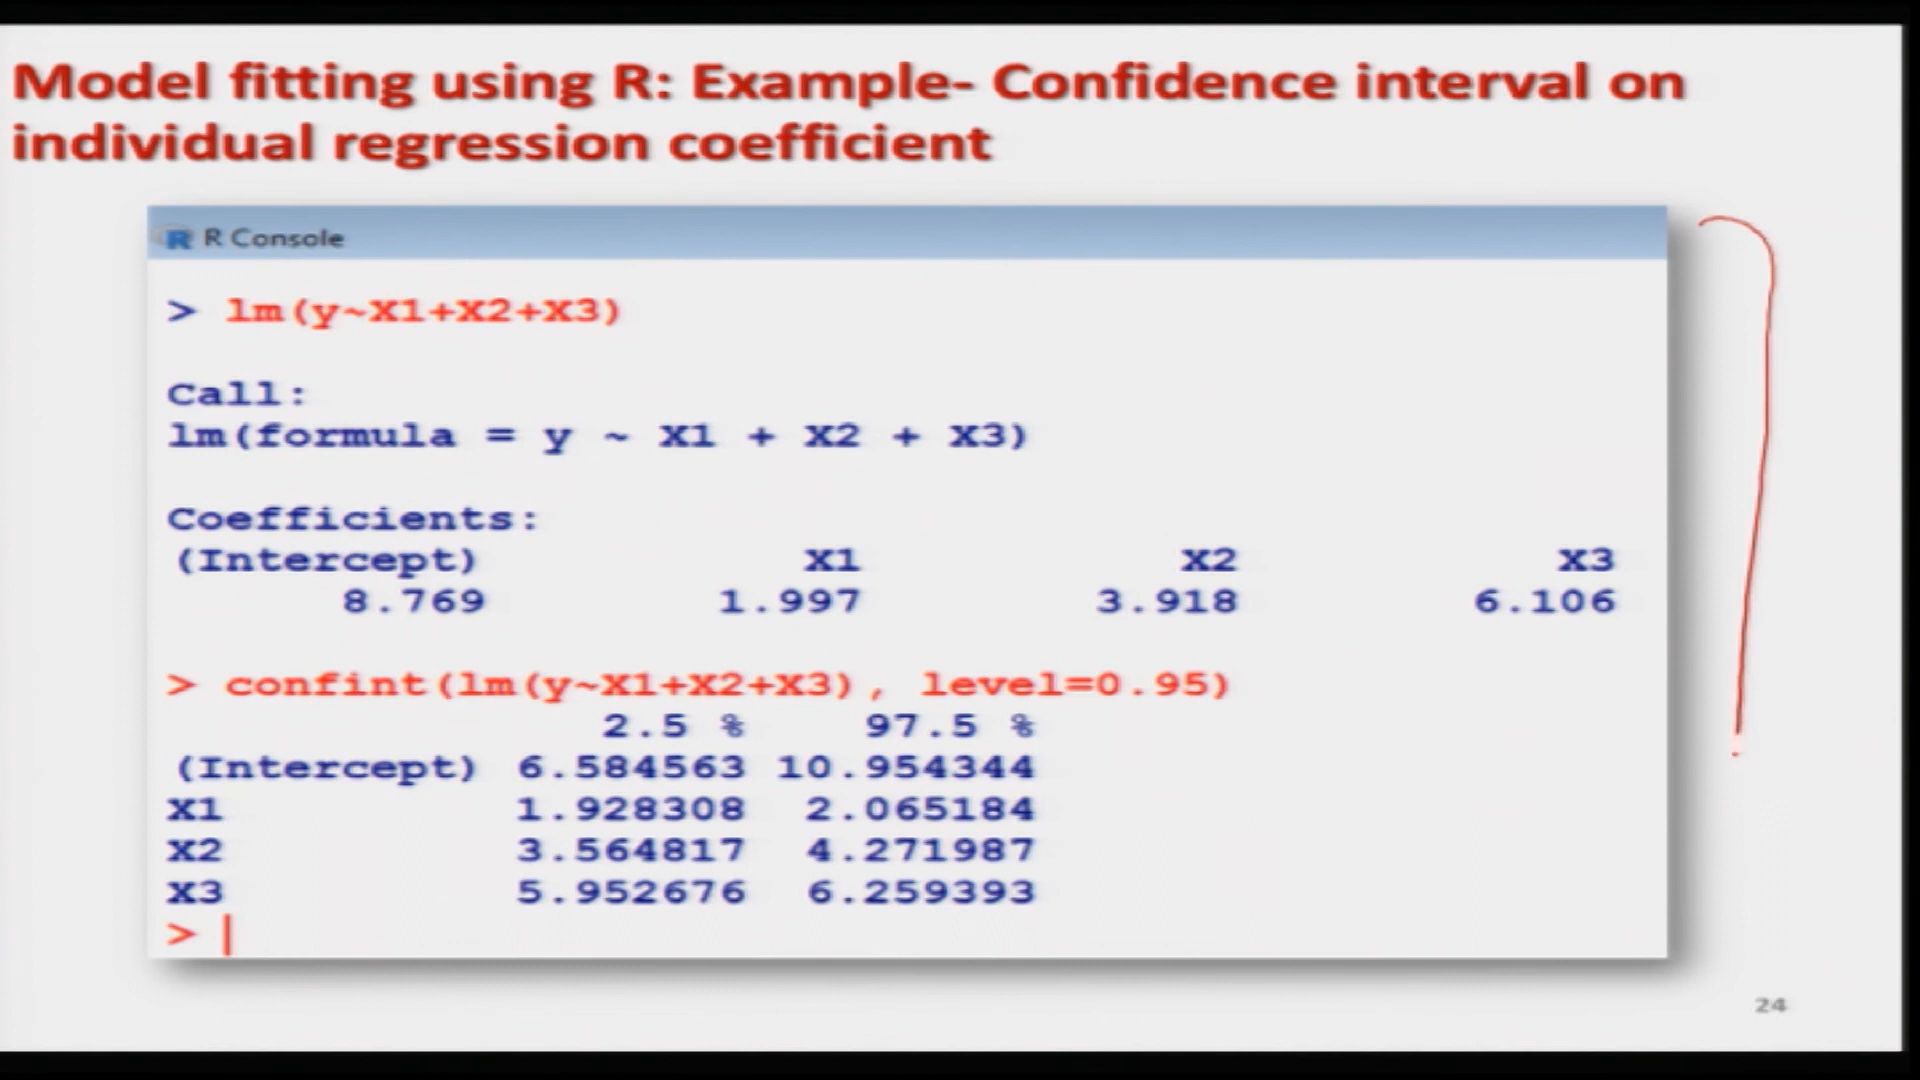 Model fitting using R: Example- Confidence interval on
individual regression coefficient
R R Console
> lm(y~X1+X2+X3)
Call:
lm(formula = y ~ X1 + X2 + X3)
Coefficients:
(Intercept) X1 X2 X3
8.769 1.997 3.918 6.106
> confint(lm(y~X1+X2+X3), level=0.95)
2.5 % 97.5 %
(Intercept) 6.584563 10.954344
X1 1.928308 2.065184
X2 3.564817 4.271987
X3 5.952676 6.259393
>
24